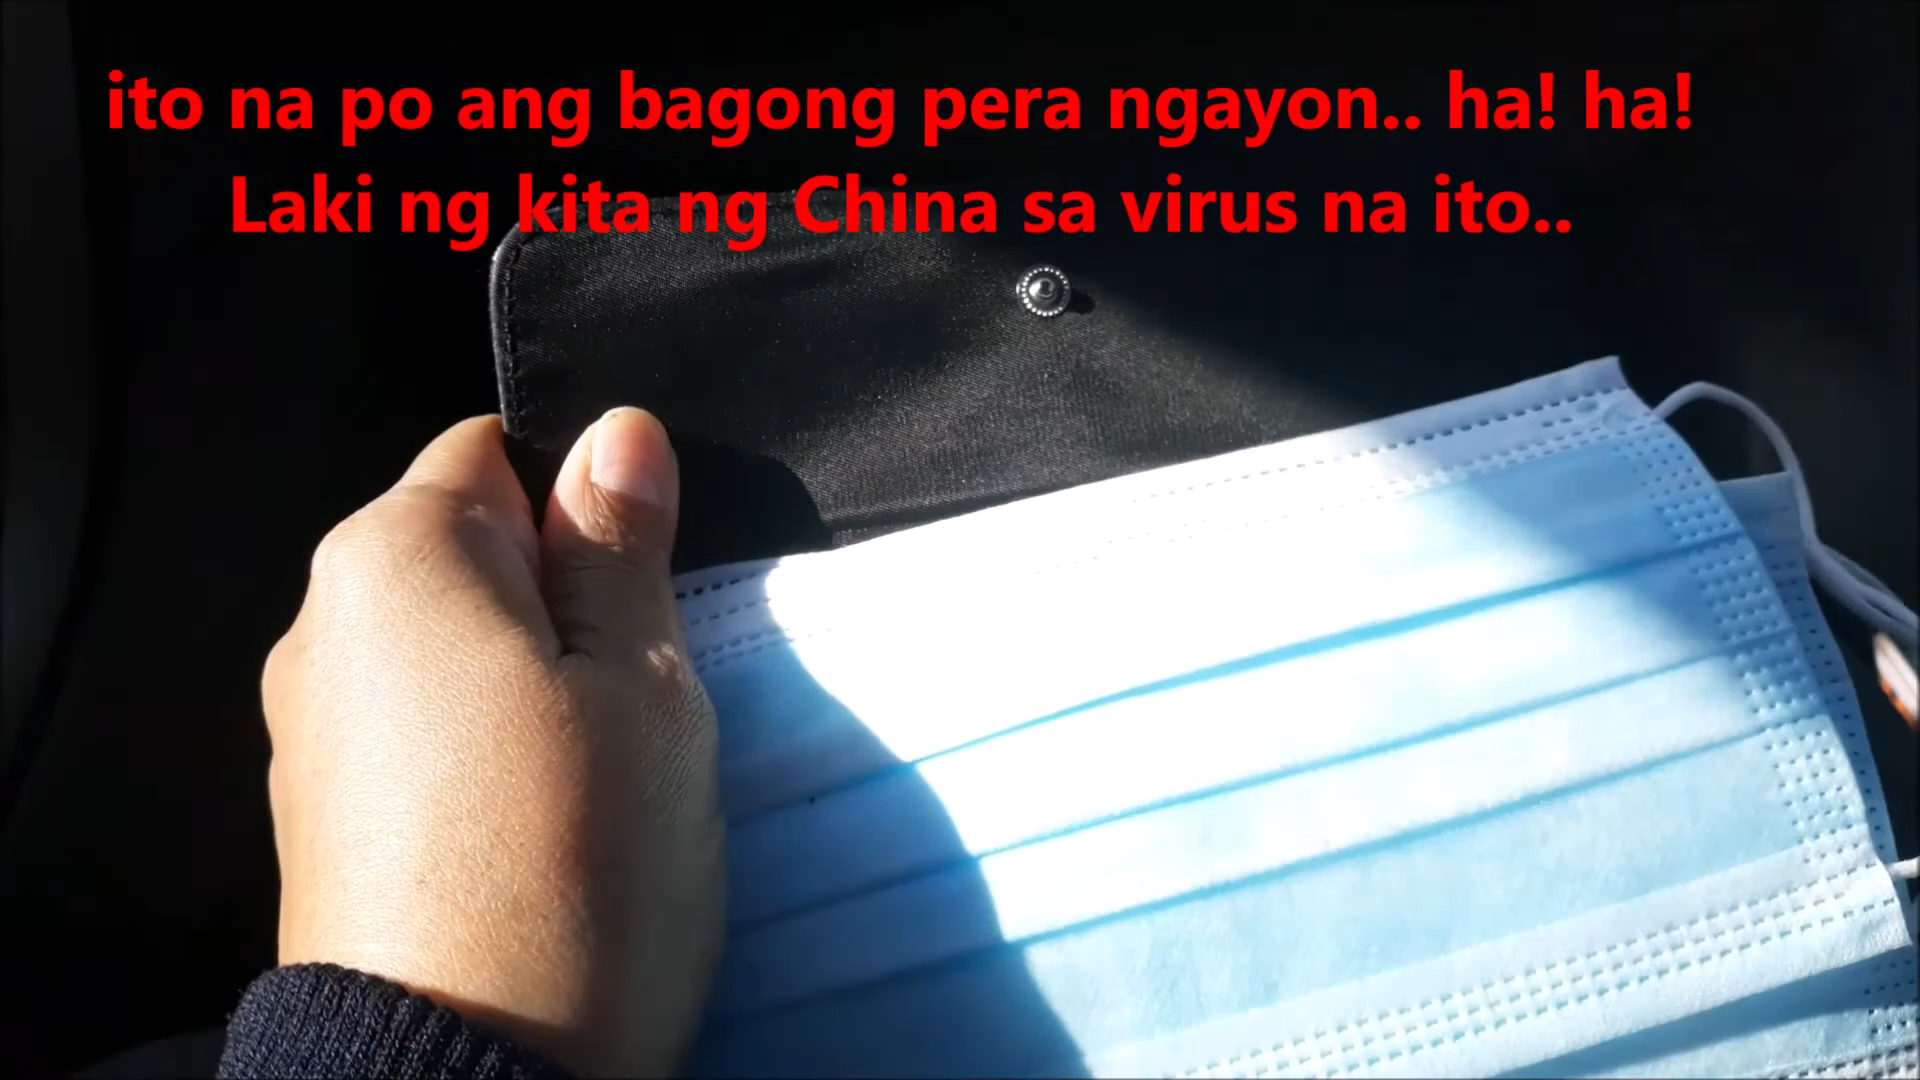 ito na po ang bagong pera ngayon.. ha! ha!
Laki ng kita ng China sa virus na ito..